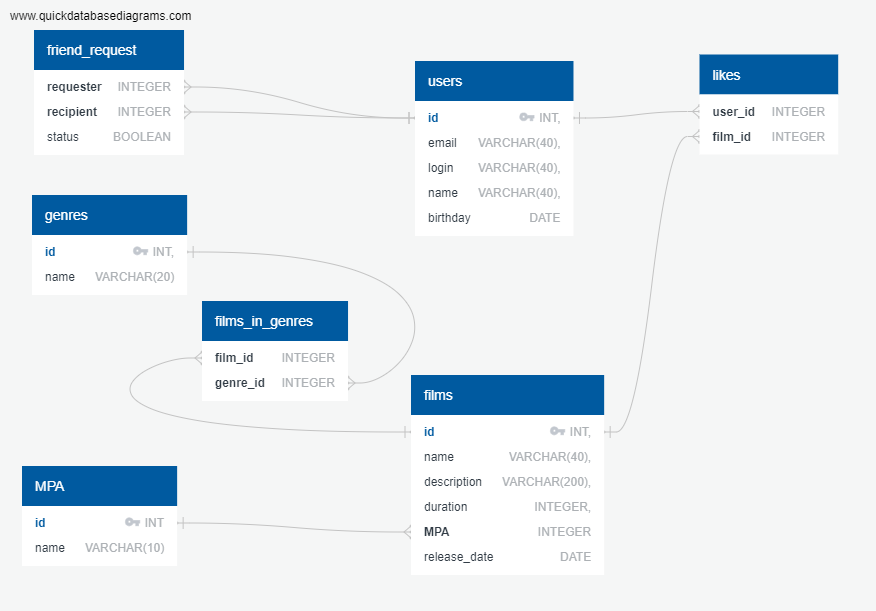 www.quickdatabasediagrams.com
friend_request
requester INTEGER
recipient INTEGER
status BOOLEAN
users
id INT,
email VARCHAR(40),
login VARCHAR(40),
name VARCHAR(40),
birthday DATE
likes
user_id INTEGER
film_id INTEGER
genres
id INT,
name VARCHAR(20)
films_in_genres
film_id INTEGER
genre_id INTEGER
films
id INT,
name VARCHAR(40),
description VARCHAR(200),
duration INTEGER,
MPA INTEGER
release_date DATE
MPA
id INT
name VARCHAR(10)